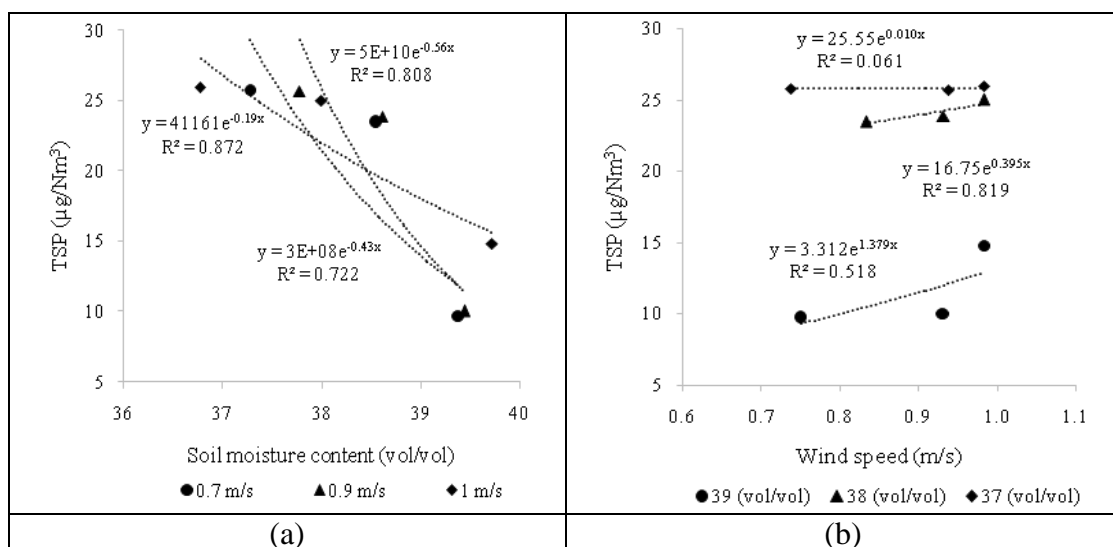 30
25
20
15
10
5
TSP (µg/Nm³)
y = 5E+10e^-0.56x
R² = 0.808
y = 41161e^-0.19x
R² = 0.872
y = 3E+08e^-0.43x
R² = 0.722
36 37 38 39 40
Soil moisture content (vol/vol)
0.7 m/s 0.9 m/s 1 m/s
(a)
30
25
20
15
10
5
TSP (µg/Nm³)
y = 25.55e^0.010x
R² = 0.061
y = 16.75e^0.395x
R² = 0.819
y = 3.312e^1.379x
R² = 0.518
0.6 0.7 0.8 0.9 1.0 1.1
Wind speed (m/s)
39 (vol/vol) 38 (vol/vol) 37 (vol/vol)
(b)